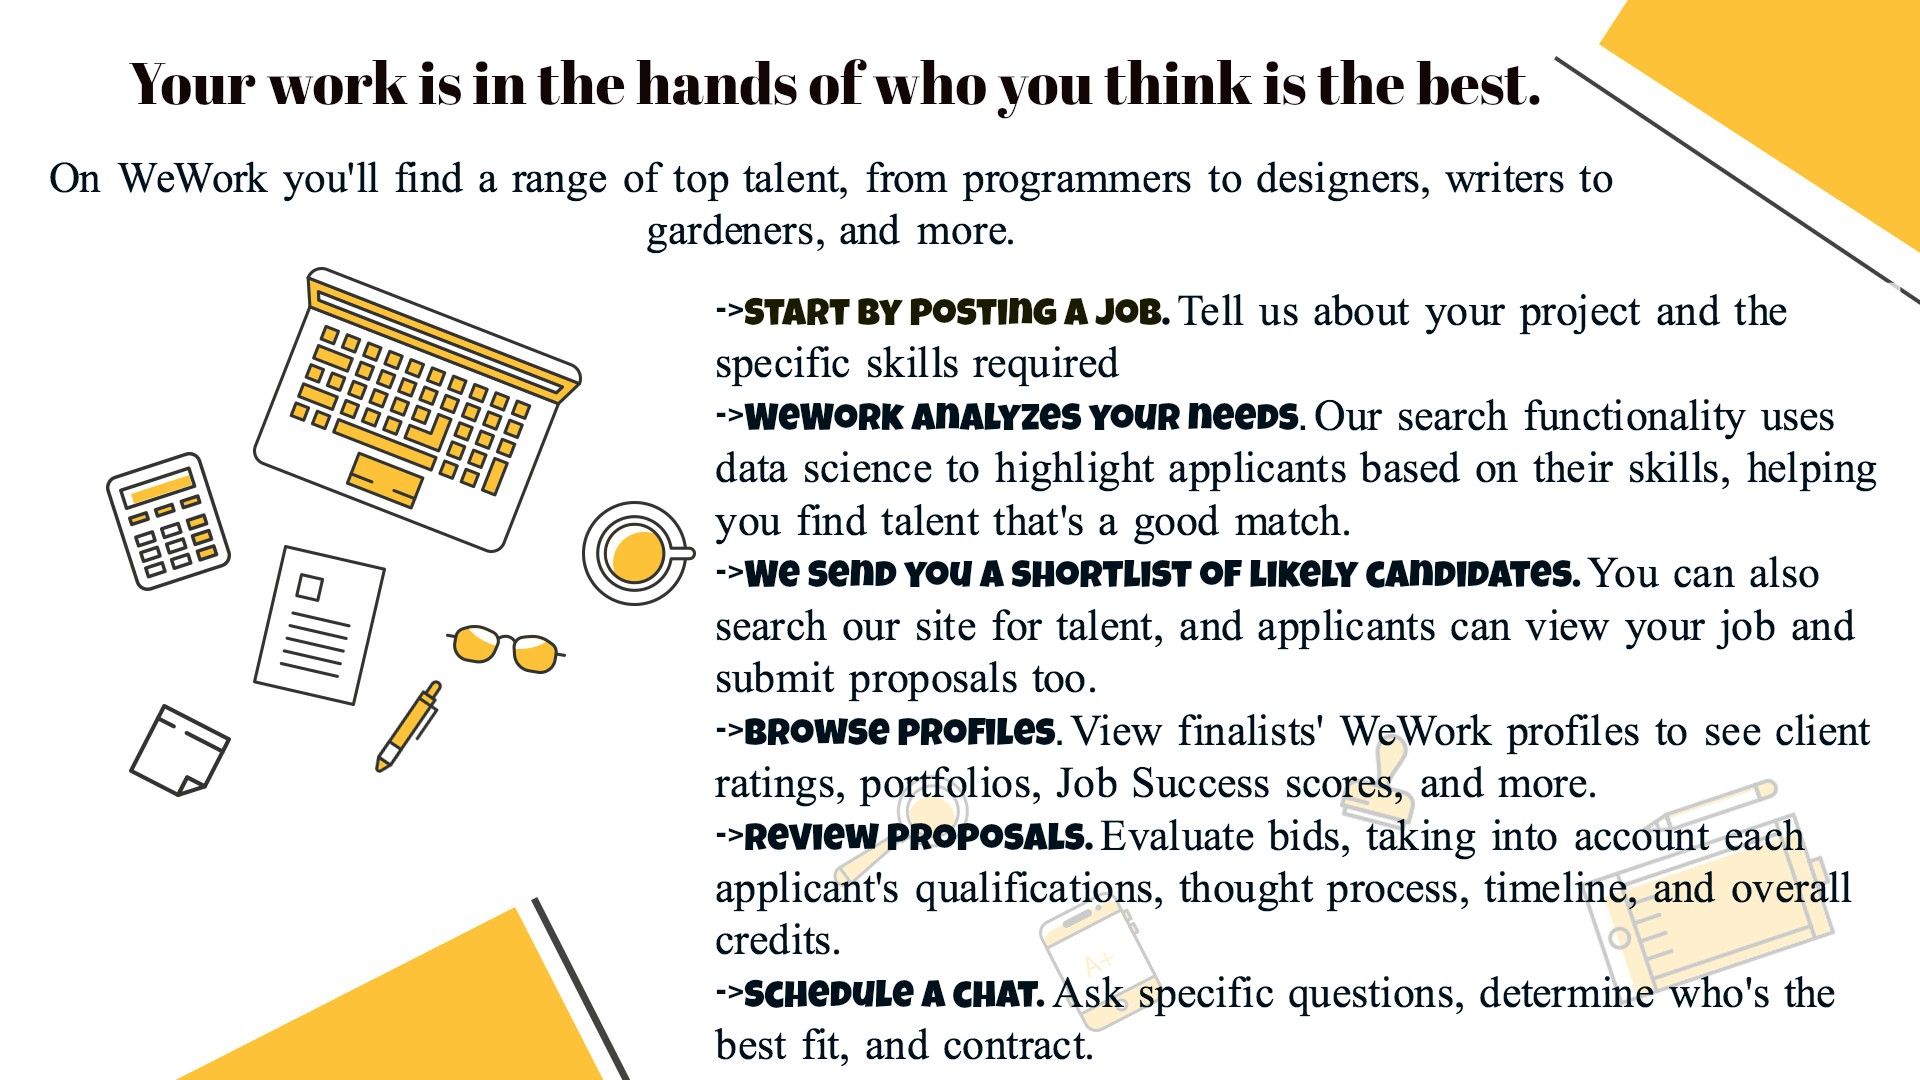 Your work is in the hands of who you think is the best.
On WeWork you'll find a range of top talent, from programmers to designers, writers to
gardeners, and more.
->START BY POSTING A JOB. Tell us about your project and the
specific skills required
->WEWORK ANALYZES YOUR NEEDS. Our search functionality uses
data science to highlight applicants based on their skills, helping
you find talent that's a good match.
->WE SEND YOU A SHORTLIST OF LIKELY CANDIDATES. You can also
search our site for talent, and applicants can view your job and
submit proposals too.
->BROWSE PROFILES. View finalists' WeWork profiles to see client
ratings, portfolios, Job Success scores, and more.
->REVIEW PROPOSALS. Evaluate bids, taking into account each
applicant's qualifications, thought process, timeline, and overall
credits.
A+
->SCHEDULE A CHAT. Ask specific questions, determine who's the
best fit, and contract.